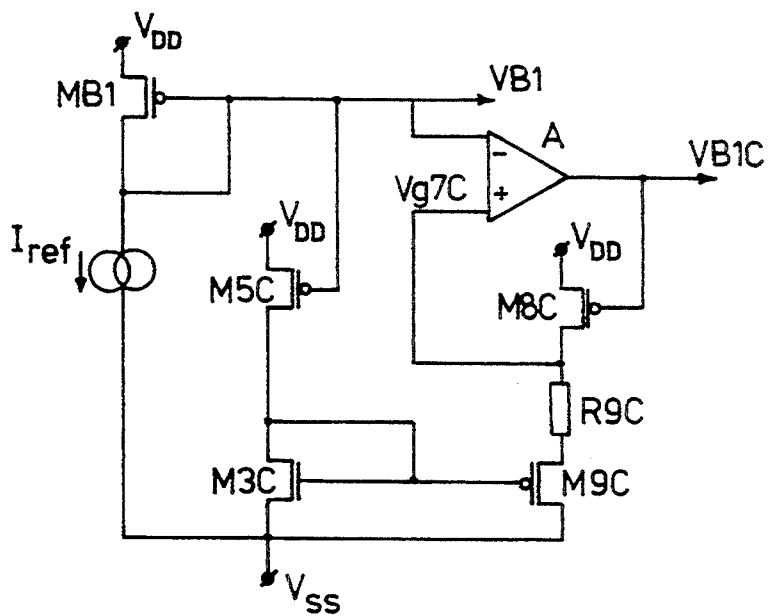 VDD
MB1
VB1
A
VB1C
−
Vg7C
+
Iref
VDD
VDD
M5C
M8C
R9C
M3C
M9C
VSS